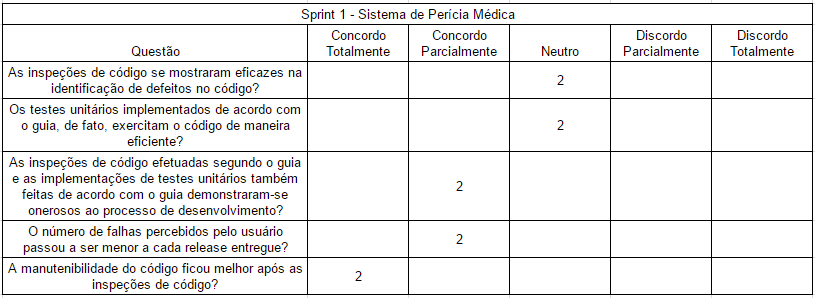 Sprint 1 - Sistema de Perícia Médica
Questão
Concordo
Totalmente
Concordo
Parcialmente
Neutro
Discordo
Parcialmente
Discordo
Totalmente
As inspeções de código se mostraram eficazes na
identificação de defeitos no código?
2
Os testes unitários implementados de acordo com
o guia, de fato, exercitam o código de maneira
eficiente?
2
As inspeções de código efetuadas segundo o guia
e as implementações de testes unitários também
feitas de acordo com o guia demonstraram-se
onerosos ao processo de desenvolvimento?
2
O número de falhas percebidos pelo usuário
passou a ser menor a cada release entregue?
2
A manutenibilidade do código ficou melhor após as
inspeções de código?
2